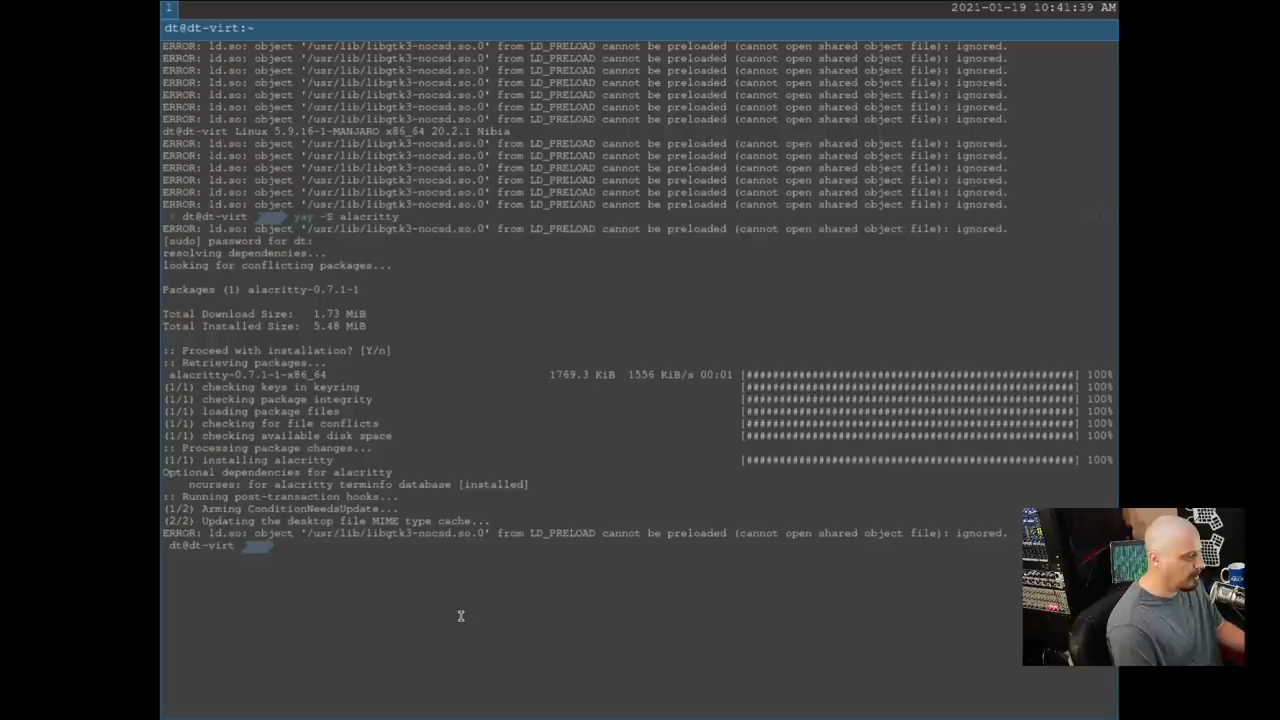 1
2021-01-19 10:41:39 AM
dt@dt-virt:~
ERROR: ld.so: object '/usr/lib/libgtk3-nocsd.so.0' from LD_PRELOAD cannot be preloaded (cannot open shared object file): ignored.
ERROR: ld.so: object '/usr/lib/libgtk3-nocsd.so.0' from LD_PRELOAD cannot be preloaded (cannot open shared object file): ignored.
ERROR: ld.so: object '/usr/lib/libgtk3-nocsd.so.0' from LD_PRELOAD cannot be preloaded (cannot open shared object file): ignored.
ERROR: ld.so: object '/usr/lib/libgtk3-nocsd.so.0' from LD_PRELOAD cannot be preloaded (cannot open shared object file): ignored.
ERROR: ld.so: object '/usr/lib/libgtk3-nocsd.so.0' from LD_PRELOAD cannot be preloaded (cannot open shared object file): ignored.
ERROR: ld.so: object '/usr/lib/libgtk3-nocsd.so.0' from LD_PRELOAD cannot be preloaded (cannot open shared object file): ignored.
ERROR: ld.so: object '/usr/lib/libgtk3-nocsd.so.0' from LD_PRELOAD cannot be preloaded (cannot open shared object file): ignored.
dt@dt-virt Linux 5.9.16-1-MANJARO x86_64 20.2.1 Nibia
ERROR: ld.so: object '/usr/lib/libgtk3-nocsd.so.0' from LD_PRELOAD cannot be preloaded (cannot open shared object file): ignored.
ERROR: ld.so: object '/usr/lib/libgtk3-nocsd.so.0' from LD_PRELOAD cannot be preloaded (cannot open shared object file): ignored.
ERROR: ld.so: object '/usr/lib/libgtk3-nocsd.so.0' from LD_PRELOAD cannot be preloaded (cannot open shared object file): ignored.
ERROR: ld.so: object '/usr/lib/libgtk3-nocsd.so.0' from LD_PRELOAD cannot be preloaded (cannot open shared object file): ignored.
ERROR: ld.so: object '/usr/lib/libgtk3-nocsd.so.0' from LD_PRELOAD cannot be preloaded (cannot open shared object file): ignored.
ERROR: ld.so: object '/usr/lib/libgtk3-nocsd.so.0' from LD_PRELOAD cannot be preloaded (cannot open shared object file): ignored.
dt@dt-virt yay -S alacritty
ERROR: ld.so: object '/usr/lib/libgtk3-nocsd.so.0' from LD_PRELOAD cannot be preloaded (cannot open shared object file): ignored.
[sudo] password for dt:
resolving dependencies...
looking for conflicting packages...
Packages (1) alacritty-0.7.1-1
Total Download Size: 1.73 MiB
Total Installed Size: 5.48 MiB
:: Proceed with installation? [Y/n]
:: Retrieving packages...
alacritty-0.7.1-1-x86_64 1769.3 KiB 1556 KiB/s 00:01 [###################################################] 100%
(1/1) checking keys in keyring [###################################################] 100%
(1/1) checking package integrity [###################################################] 100%
(1/1) loading package files [###################################################] 100%
(1/1) checking for file conflicts [###################################################] 100%
(1/1) checking available disk space [###################################################] 100%
:: Processing package changes...
(1/1) installing alacritty [###################################################] 100%
Optional dependencies for alacritty
ncurses: for alacritty terminfo database [installed]
:: Running post-transaction hooks...
(1/2) Arming ConditionNeedsUpdate...
(2/2) Updating the desktop file MIME type cache...
ERROR: ld.so: object '/usr/lib/libgtk3-nocsd.so.0' from LD_PRELOAD cannot be preloaded (cannot open shared object file): ignored.
dt@dt-virt